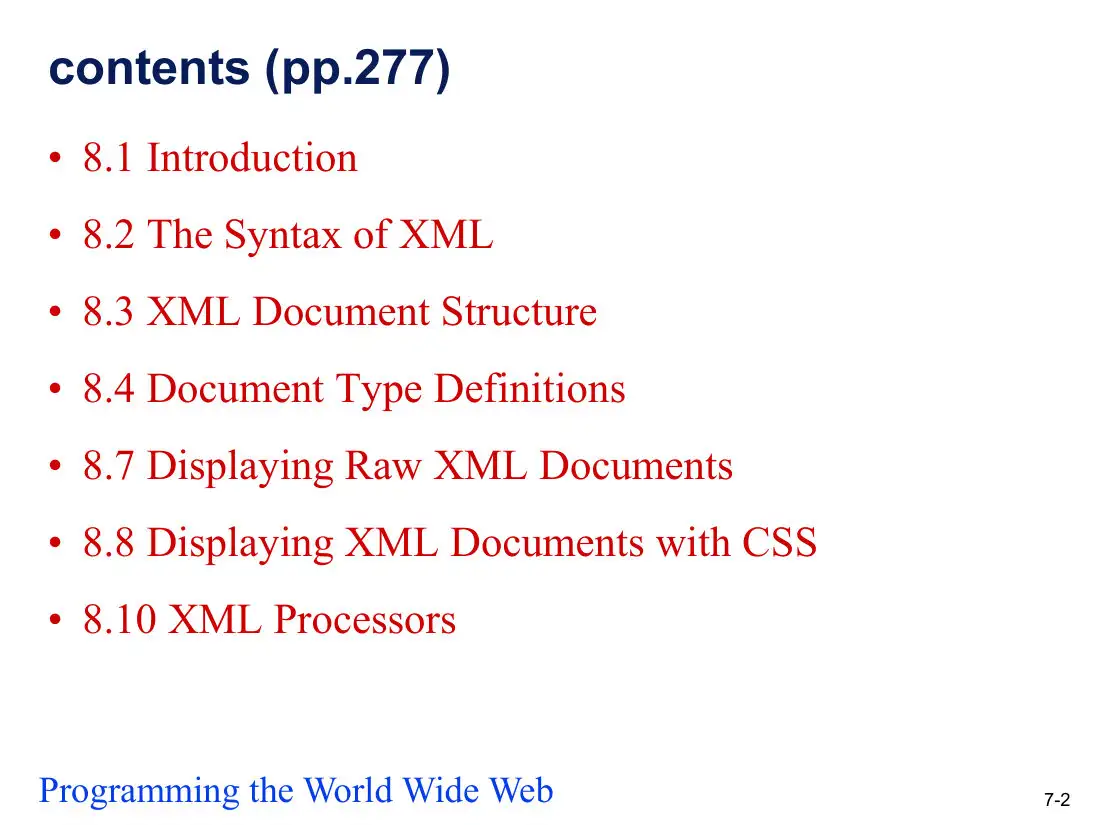 contents (pp.277)
• 8.1 Introduction
• 8.2 The Syntax of XML
• 8.3 XML Document Structure
• 8.4 Document Type Definitions
• 8.7 Displaying Raw XML Documents
• 8.8 Displaying XML Documents with CSS
• 8.10 XML Processors
Programming the World Wide Web
7-2